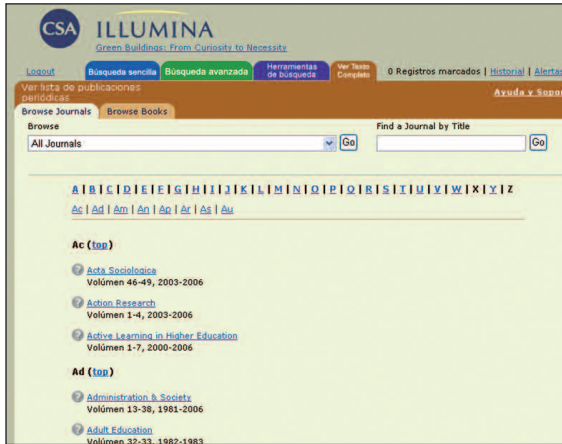 CSA ILLUMINA
Green Buildings: From Curiosity to Necessity
Logout Búsqueda sencilla Búsqueda avanzada Herramientas de búsqueda Ver Texto Completo 0 Registros marcados | Historial | Alertas
Ver lista de publicaciones periódicas Ayuda y Sopor
Browse Journals Browse Books
Browse Find a Journal by Title
All Journals Go Go
A | B | C | D | E | F | G | H | I | J | K | L | M | N | O | P | Q | R | S | T | U | V | W | X | Y | Z
Ac | Ad | Am | An | Ap | Ar | As | Au
Ac (top)
Acta Sociologica
Volúmen 46-49, 2003-2006
Action Research
Volúmen 1-4, 2003-2006
Active Learning in Higher Education
Volúmen 1-7, 2000-2006
Ad (top)
Administration & Society
Volúmen 13-38, 1981-2006
Adult Education
Volúmen 32-33, 1982-1983